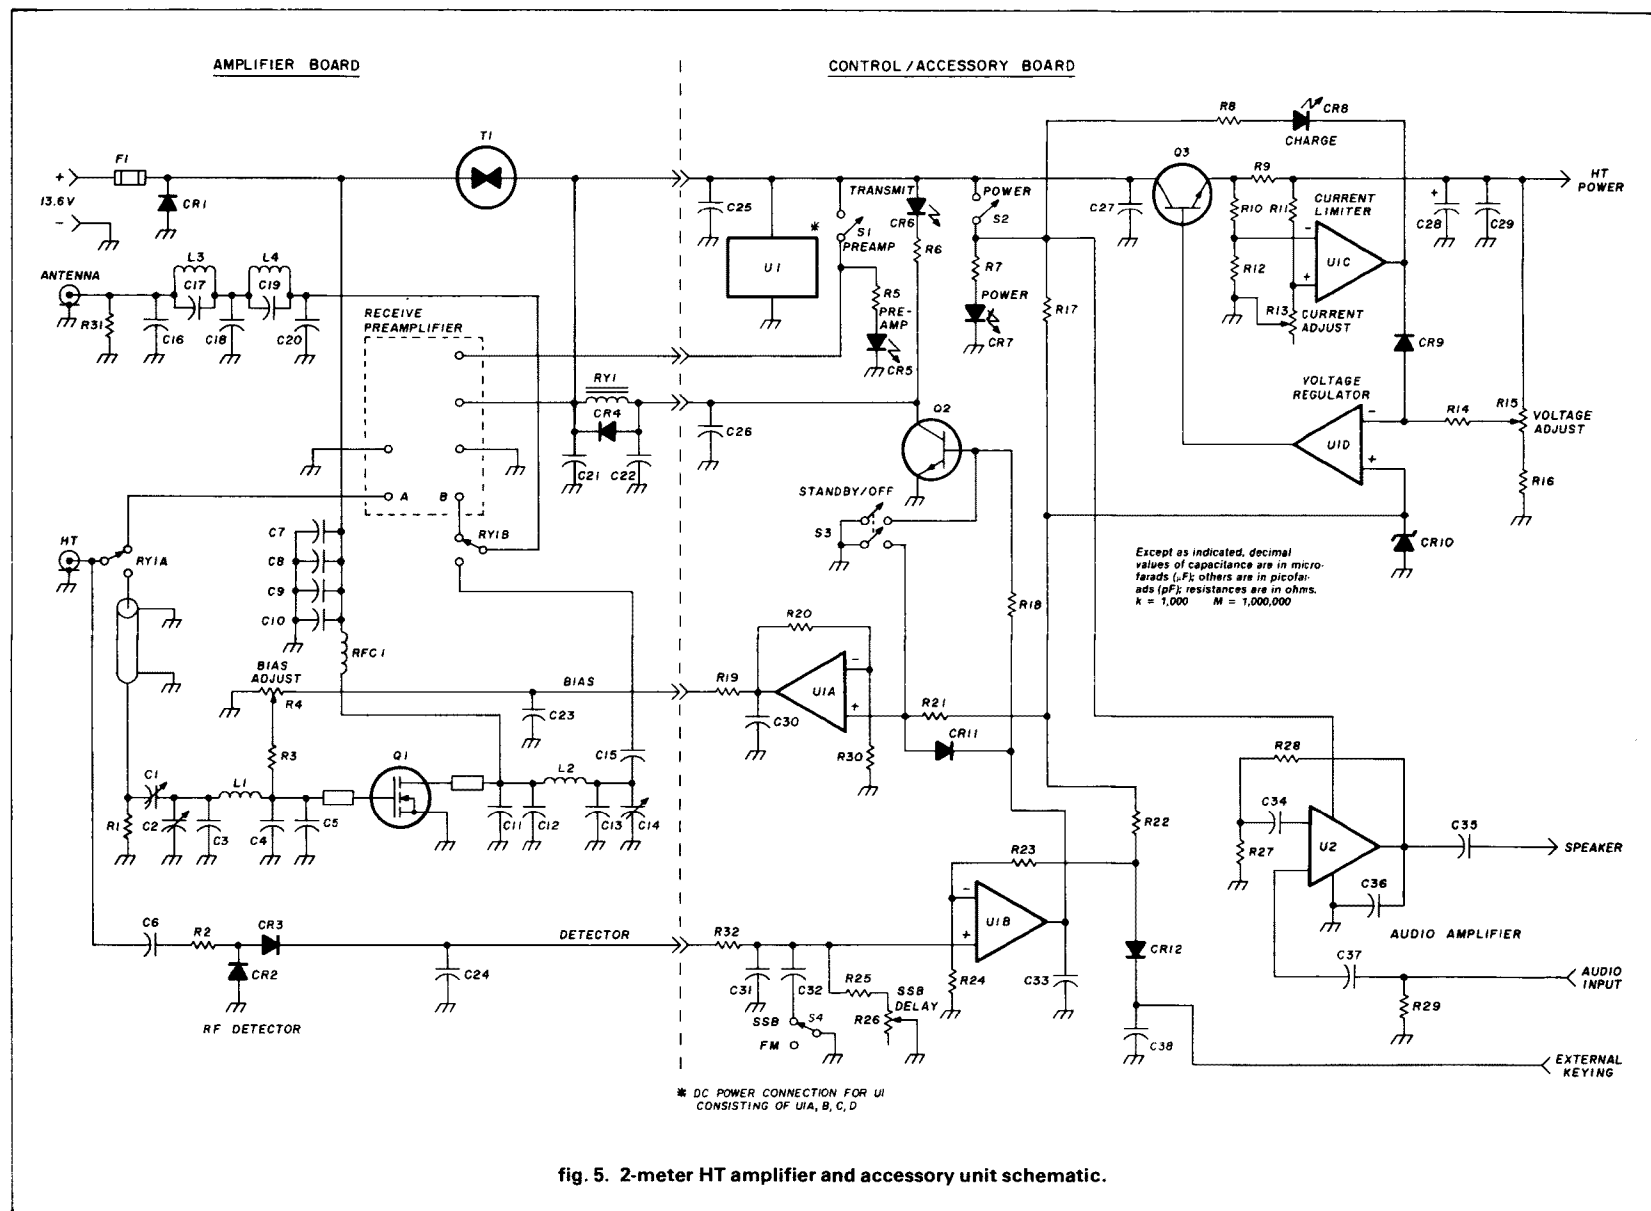 AMPLIFIER BOARD
CONTROL/ACCESSORY BOARD
T1
F1
+
13.6V
-
CR1
R8
CR8
CHARGE
Q3
R9
HT
POWER
C25
*
U1
TRANSMIT
CR6
R6
S1
PREAMP
POWER
S2
R7
POWER
CR7
R5
PRE-
AMP
CR5
C27
R10
R11
CURRENT
LIMITER
-
U1C
+
R12
R13
CURRENT
ADJUST
+
C28
C29
R17
L3
C17
L4
C19
ANTENNA
R31
C16
C18
C20
RECEIVE
PREAMPLIFIER
A
B
RY1
CR4
C21
C22
C26
Q2
CR9
VOLTAGE
REGULATOR
-
U1D
+
R14
R15
VOLTAGE
ADJUST
R16
CR10
STANDBY/OFF
S3
Except as indicated, decimal
values of capacitance are in micro-
farads (μF); others are in picofar-
ads (pF); resistances are in ohms.
k = 1,000 M = 1,000,000
HT
RY1A
RY1B
C7
C8
C9
C10
RFC1
BIAS
ADJUST
R4
BIAS
C23
R3
R19
R20
-
U1A
+
C30
R30
R21
CR11
R18
C15
Q1
L2
C1
L1
R1
C2
C3
C4
C5
C11
C12
C13
C14
R22
R23
-
U1B
+
R24
C33
CR12
C38
R28
C34
R27
U2
C36
C35
SPEAKER
AUDIO AMPLIFIER
C37
AUDIO
INPUT
R29
EXTERNAL
KEYING
C6
R2
CR3
CR2
RF DETECTOR
DETECTOR
C24
R32
C31
C32
R25
SSB
DELAY
R26
SSB
S4
FM
* DC POWER CONNECTION FOR U1
CONSISTING OF U1A, B, C, D
fig. 5. 2-meter HT amplifier and accessory unit schematic.